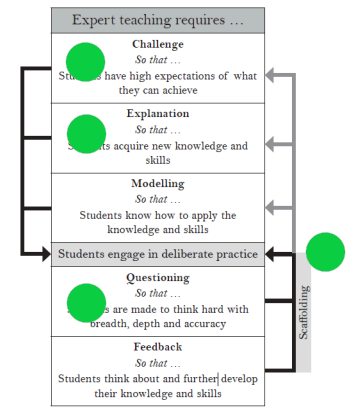 Expert teaching requires …
Challenge
So that …
Students have high expectations of what
they can achieve
Explanation
So that …
acquire new knowledge and
skills
Modelling
So that …
Students know how to apply the
knowledge and skills
Students engage in deliberate practice
Questioning
So that …
are made to think hard with
breadth, depth and accuracy
Feedback
So that …
Students think about and further develop
their knowledge and skills
Scaffolding